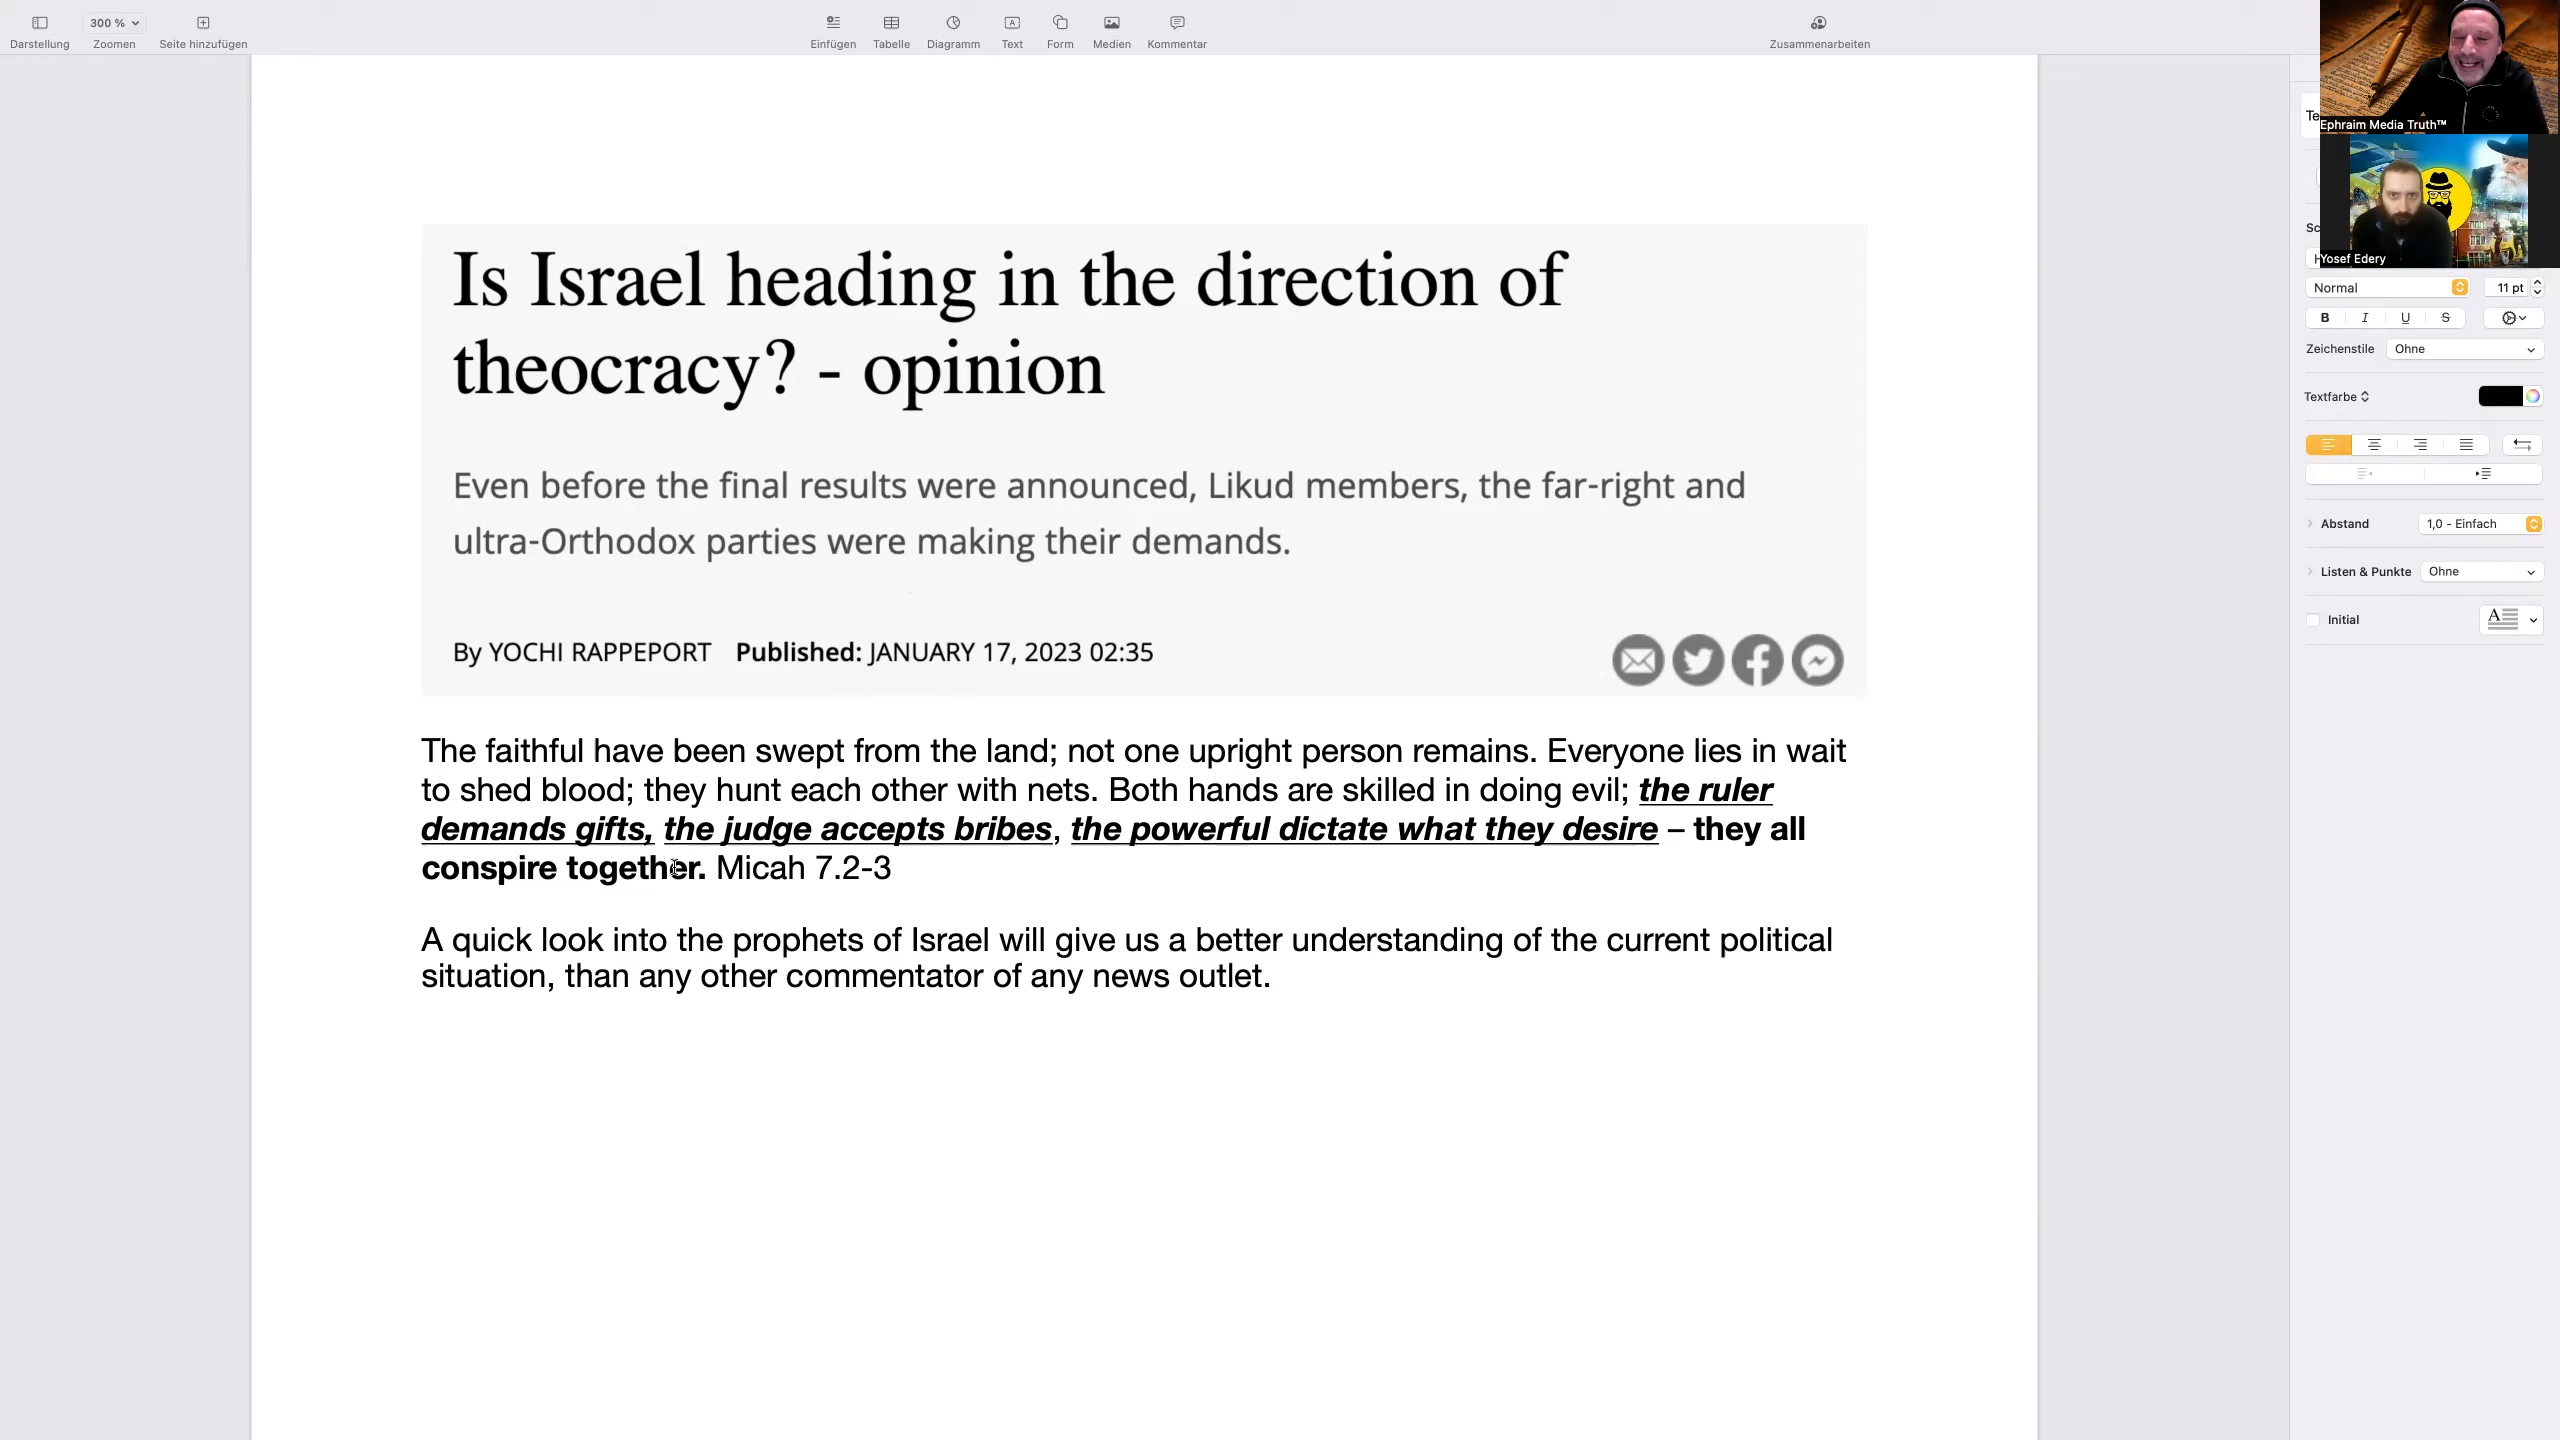 Darstellung
300 %
Zoomen
Seite hinzufügen
Einfügen
Tabelle
Diagramm
Text
Form
Medien
Kommentar
Zusammenarbeiten
Ephraim Media Truth™
Yosef Edery
Is Israel heading in the direction of
theocracy? - opinion
Even before the final results were announced, Likud members, the far-right and
ultra-Orthodox parties were making their demands.
By YOCHI RAPPEPORT Published: JANUARY 17, 2023 02:35
The faithful have been swept from the land; not one upright person remains. Everyone lies in wait
to shed blood; they hunt each other with nets. Both hands are skilled in doing evil; the ruler
demands gifts, the judge accepts bribes, the powerful dictate what they desire – they all
conspire together. Micah 7.2-3
A quick look into the prophets of Israel will give us a better understanding of the current political
situation, than any other commentator of any news outlet.
Te
Sc
Normal
11 pt
B I U S
Zeichenstile
Ohne
Textfarbe
Abstand
1,0 - Einfach
Listen & Punkte
Ohne
Initial
A